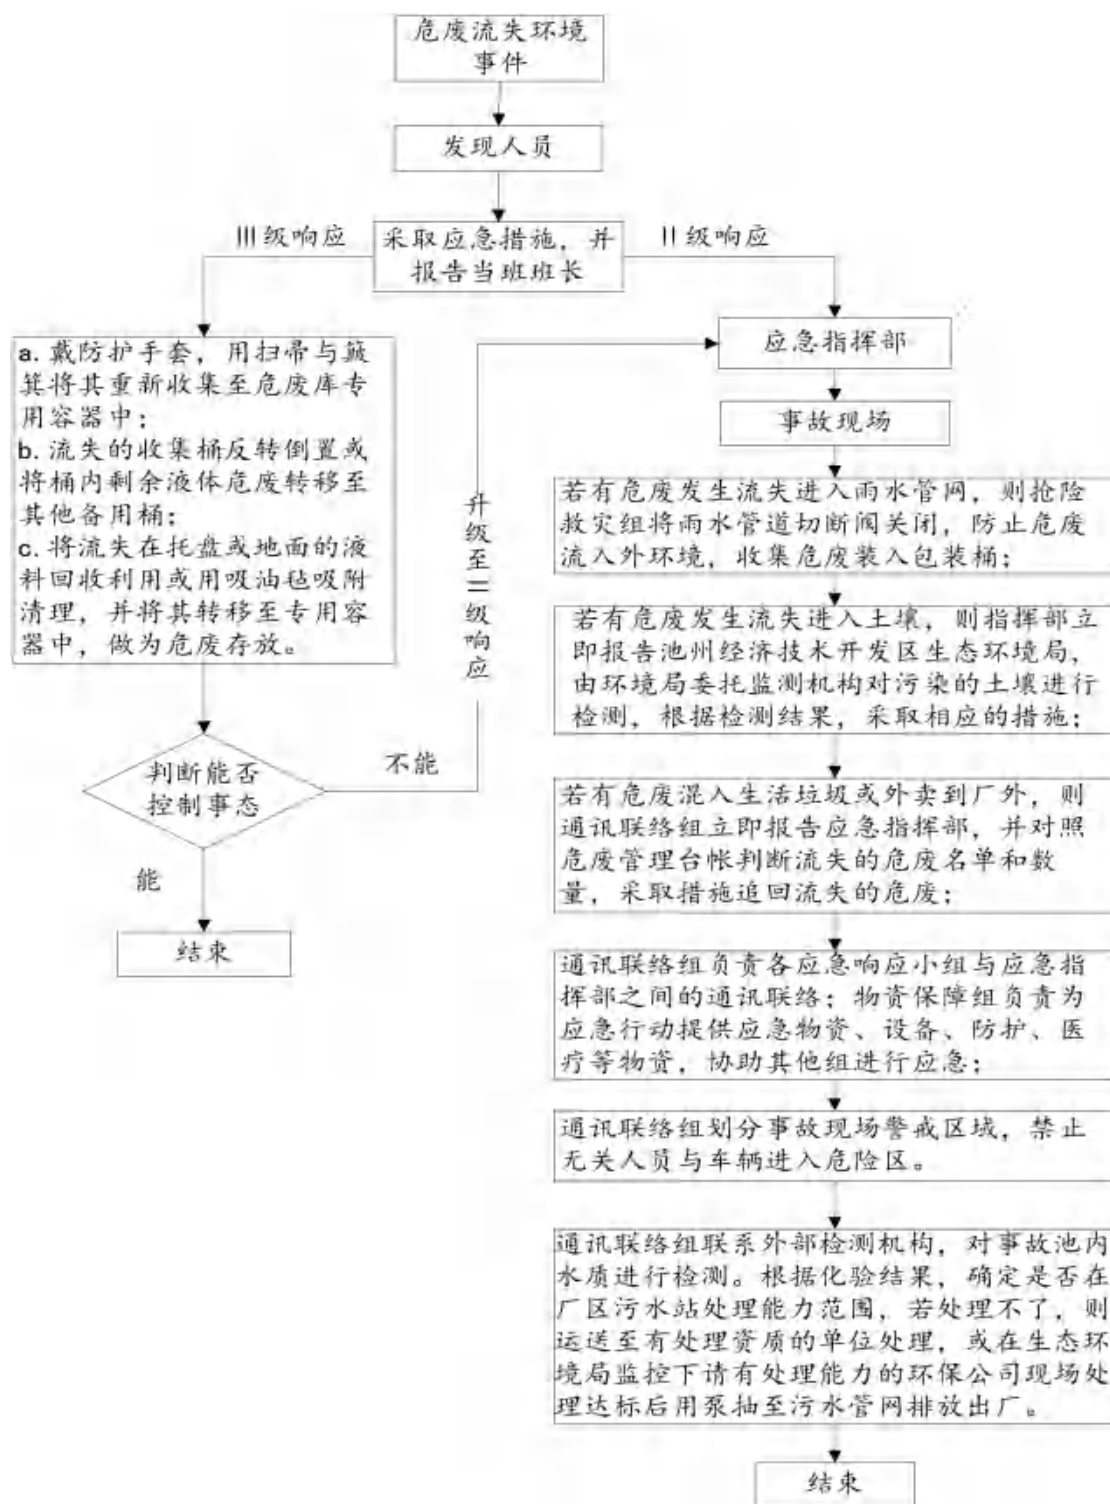 危废流失环境
事件
发现人员
III级响应
采取应急措施，并
报告当班班长
II级响应
a. 戴防护手套，用扫帚与簸
箕将其重新收集至危废库专
用容器中；
b. 流失的收集桶反转倒置或
将桶内剩余液体危废转移至
其他备用桶；
c. 将流失在托盘或地面的液
料回收利用或用吸油毡吸附
清理，并将其转移至专用容
器中，做为危废存放。
判断能否
控制事态
不能
能
结束
升级至二级响应
应急指挥部
事故现场
若有危废发生流失进入雨水管网，则抢险
救灾组将雨水管道切断阀关闭，防止危废
流入外环境，收集危废装入包装桶；
若有危废发生流失进入土壤，则指挥部立
即报告池州经济技术开发区生态环境局，
由环境局委托监测机构对污染的土壤进行
检测，根据检测结果，采取相应的措施；
若有危废混入生活垃圾或外卖到厂外，则
通讯联络组立即报告应急指挥部，并对照
危废管理台帐判断流失的危废名单和数
量，采取措施追回流失的危废；
通讯联络组负责各应急响应小组与应急指
挥部之间的通讯联络；物资保障组负责为
应急行动提供应急物资、设备、防护、医
疗等物资，协助其他组进行应急；
通讯联络组划分事故现场警戒区域，禁止
无关人员与车辆进入危险区。
通讯联络组联系外部检测机构，对事故池内
水质进行检测。根据化验结果，确定是否在
厂区污水站处理能力范围，若处理不了，则
运送至有处理资质的单位处理，或在生态环
境局监控下请有处理能力的环保公司现场处
理达标后用泵抽至污水管网排放出厂。
结束